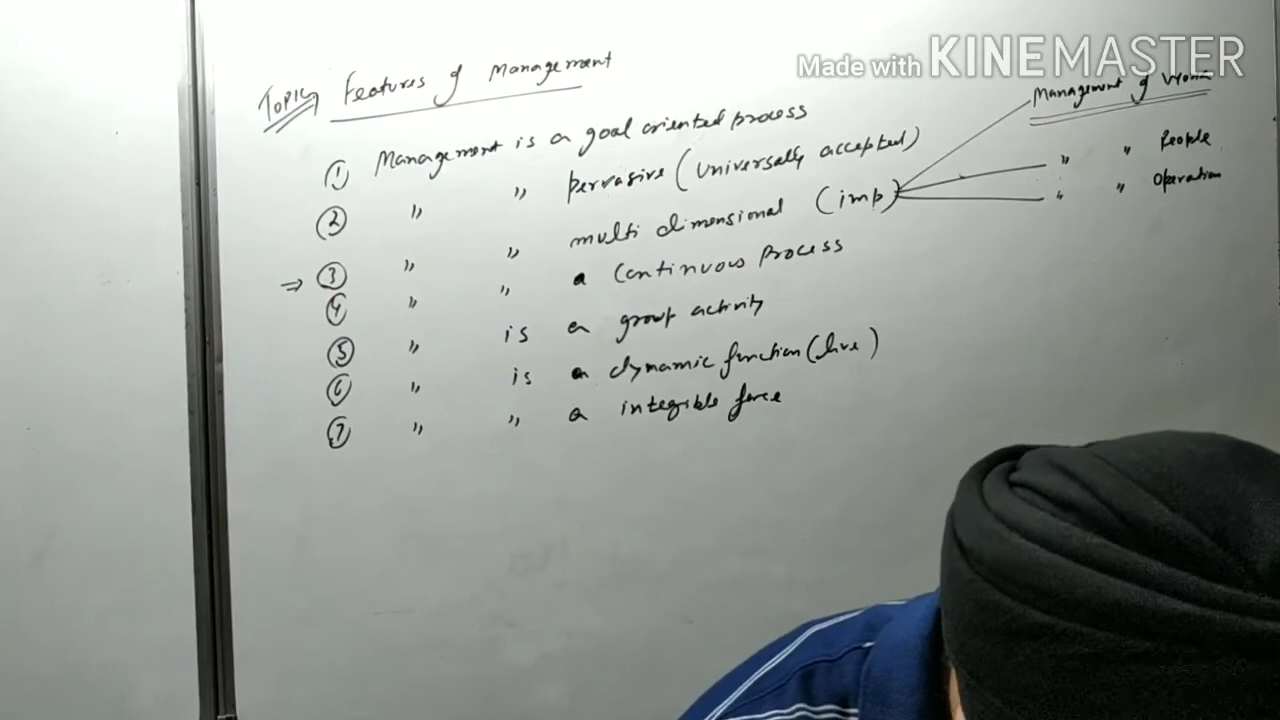 Made with KINEMASTER
Topic Features of Management
① Management is a goal oriented process
② " " pervasive (Universally accepted)
⇒ ③ " " multi dimensional (imp)
④ " " a Continuous Process
⑤ " is a group activity
⑥ " is a dynamic function (live)
⑦ " " a integible force
Management of Work
" " People
" " Operation